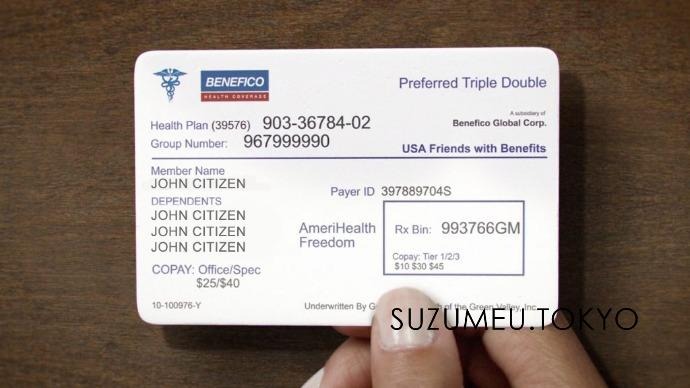 BENEFICO
HEALTH COVERAGE
Preferred Triple Double
A subsidiary of
Benefico Global Corp.
Health Plan (39576) 903-36784-02
Group Number: 967999990
USA Friends with Benefits
Member Name
JOHN CITIZEN
DEPENDENTS
JOHN CITIZEN
JOHN CITIZEN
JOHN CITIZEN
Payer ID 397889704S
AmeriHealth
Freedom
Rx Bin: 993766GM
Copay: Tier 1/2/3
$10 $30 $45
COPAY: Office/Spec
$25/$40
10-100976-Y
Underwritten By of the Green Valley, Inc.
SUZUMEU.TOKYO